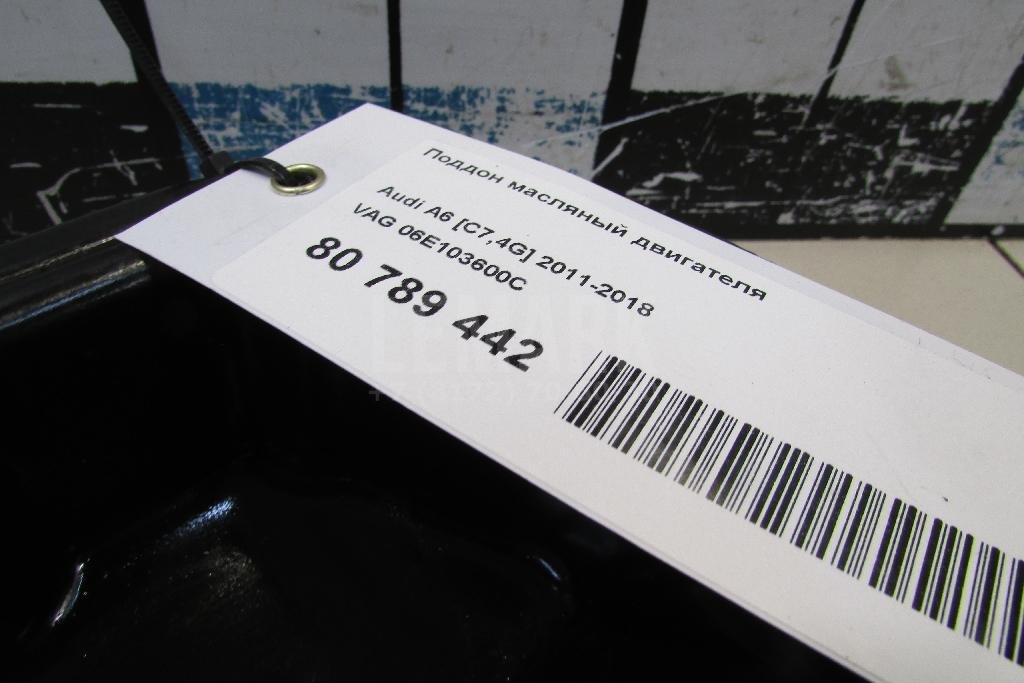 Поддон масляный двигателя
Audi A6 [C7,4G] 2011-2018
VAG 06E103600C
80 789 442